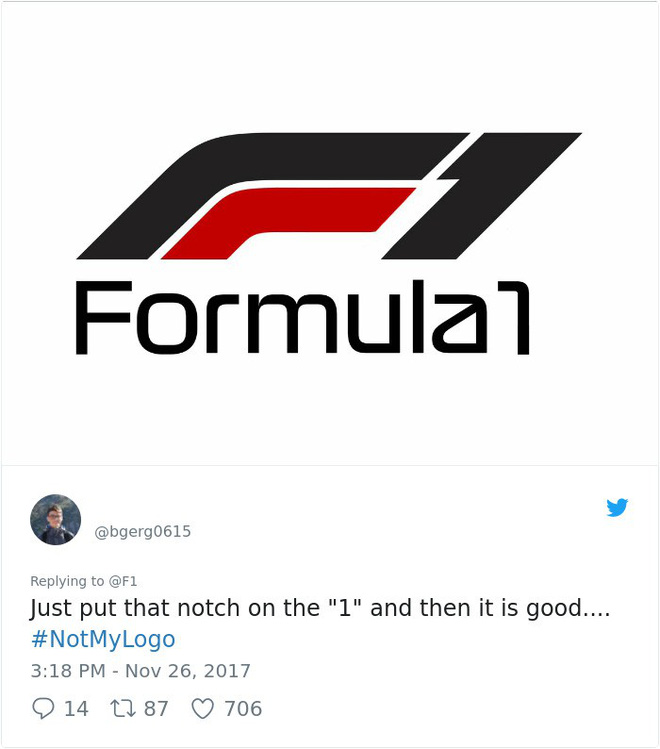 F1
Formula1
@bgerg0615
Replying to @F1
Just put that notch on the "1" and then it is good....
#NotMyLogo
3:18 PM - Nov 26, 2017
14 87 706